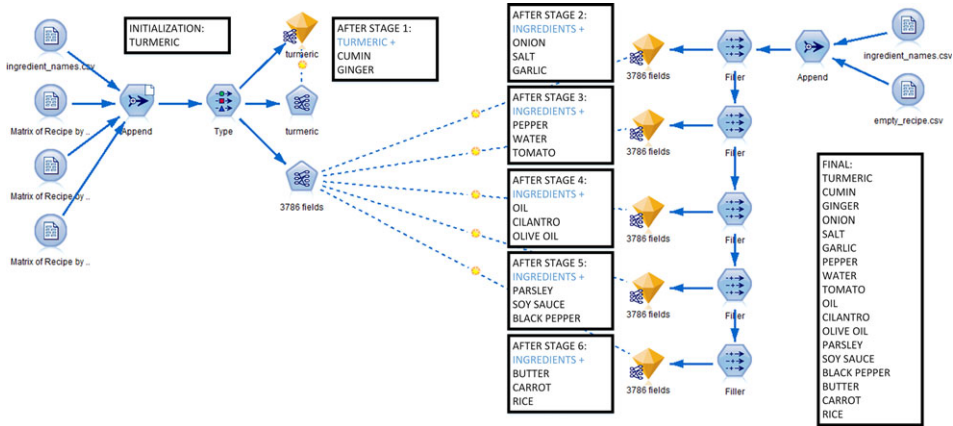 INITIALIZATION:
TURMERIC
ingredient_names.csv
Matrix of Recipe by ..
Matrix of Recipe by ..
Matrix of Recipe by ..
Append
Type
turmeric
turmeric
3786 fields
AFTER STAGE 1:
TURMERIC +
CUMIN
GINGER
AFTER STAGE 2:
INGREDIENTS +
ONION
SALT
GARLIC
AFTER STAGE 3:
INGREDIENTS +
PEPPER
WATER
TOMATO
AFTER STAGE 4:
INGREDIENTS +
OIL
CILANTRO
OLIVE OIL
AFTER STAGE 5:
INGREDIENTS +
PARSLEY
SOY SAUCE
BLACK PEPPER
AFTER STAGE 6:
INGREDIENTS +
BUTTER
CARROT
RICE
3786 fields
3786 fields
3786 fields
3786 fields
3786 fields
Filler
Filler
Filler
Filler
Filler
Append
ingredient_names.csv
empty_recipe.csv
FINAL:
TURMERIC
CUMIN
GINGER
ONION
SALT
GARLIC
PEPPER
WATER
TOMATO
OIL
CILANTRO
OLIVE OIL
PARSLEY
SOY SAUCE
BLACK PEPPER
BUTTER
CARROT
RICE